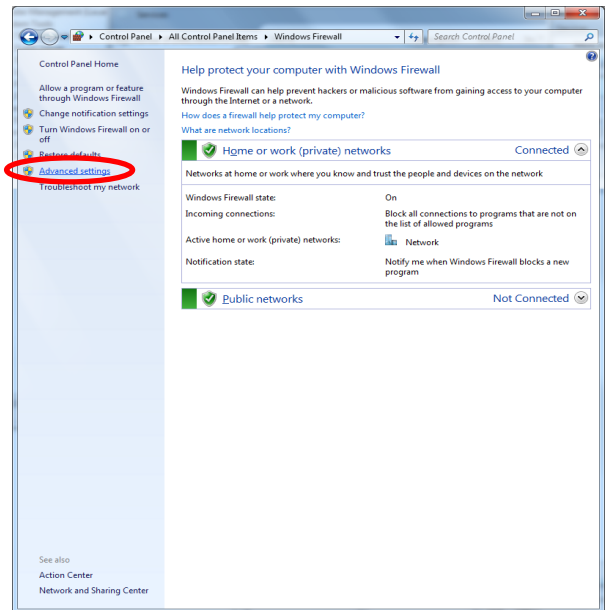 Control Panel ▸ All Control Panel Items ▸ Windows Firewall
Search Control Panel
Control Panel Home
Allow a program or feature
through Windows Firewall
Change notification settings
Turn Windows Firewall on or
off
Restore defaults
Advanced settings
Troubleshoot my network
See also
Action Center
Network and Sharing Center
Help protect your computer with Windows Firewall
Windows Firewall can help prevent hackers or malicious software from gaining access to your computer
through the Internet or a network.
How does a firewall help protect my computer?
What are network locations?
Home or work (private) networks Connected
Networks at home or work where you know and trust the people and devices on the network
Windows Firewall state: On
Incoming connections: Block all connections to programs that are not on
the list of allowed programs
Active home or work (private) networks: Network
Notification state: Notify me when Windows Firewall blocks a new
program
Public networks Not Connected